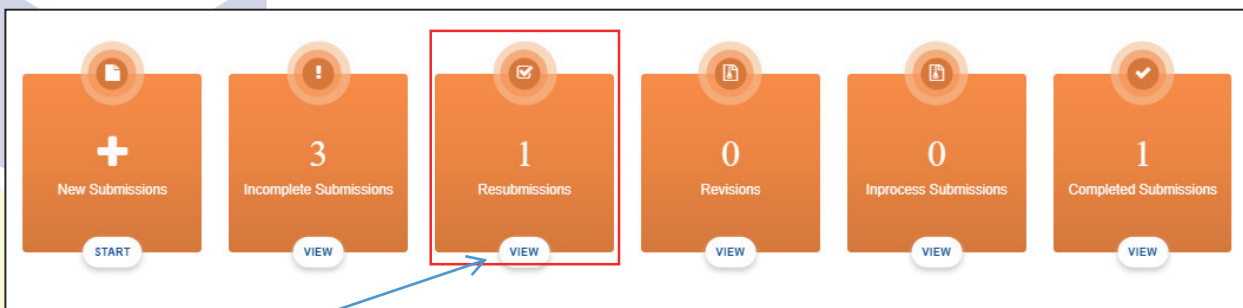 New Submissions
START
3
Incomplete Submissions
VIEW
1
Resubmissions
VIEW
0
Revisions
VIEW
0
Inprocess Submissions
VIEW
1
Completed Submissions
VIEW